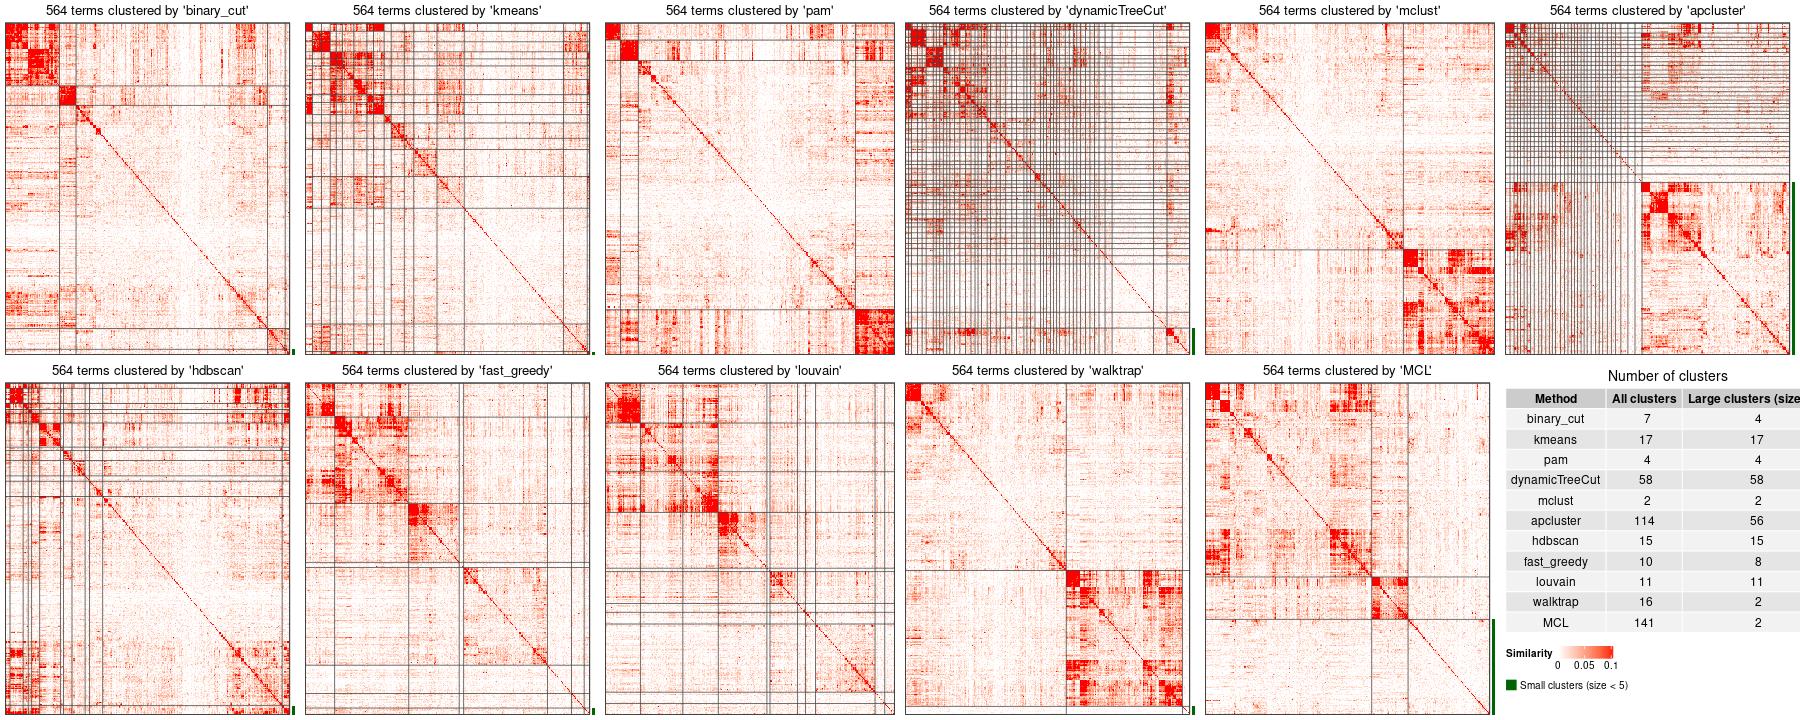 564 terms clustered by 'binary_cut'
564 terms clustered by 'kmeans'
564 terms clustered by 'pam'
564 terms clustered by 'dynamicTreeCut'
564 terms clustered by 'mclust'
564 terms clustered by 'apcluster'
564 terms clustered by 'hdbscan'
564 terms clustered by 'fast_greedy'
564 terms clustered by 'louvain'
564 terms clustered by 'walktrap'
564 terms clustered by 'MCL'
Number of clusters
Method All clusters Large clusters (size
binary_cut 7 4
kmeans 17 17
pam 4 4
dynamicTreeCut 58 58
mclust 2 2
apcluster 114 56
hdbscan 15 15
fast_greedy 10 8
louvain 11 11
walktrap 16 2
MCL 141 2
Similarity
0 0.05 0.1
Small clusters (size < 5)